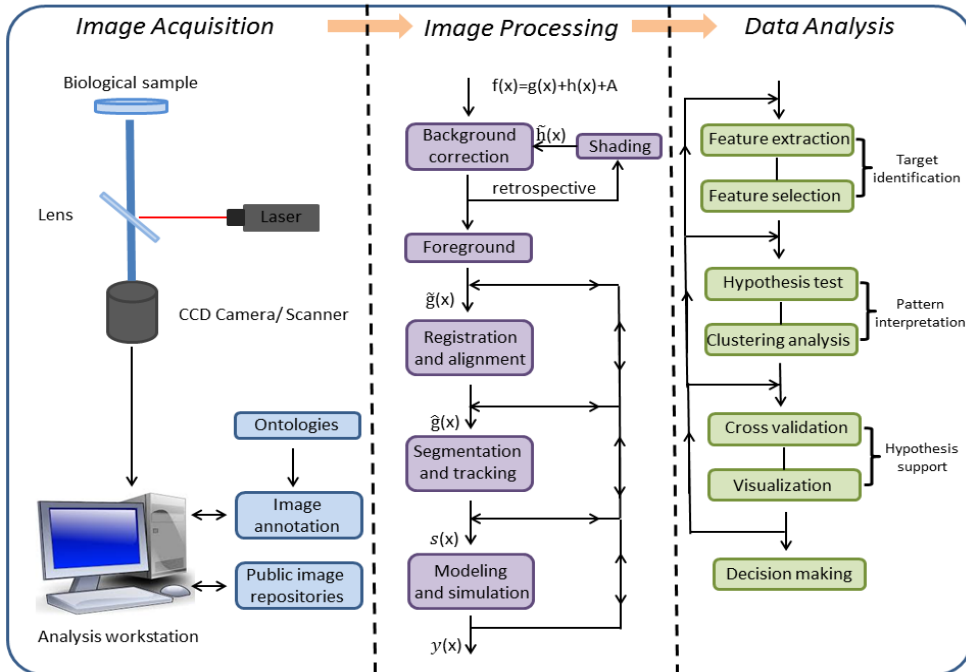 Image Acquisition
Image Processing
Data Analysis
Biological sample
Lens
Laser
CCD Camera/ Scanner
Ontologies
Image
annotation
Public image
repositories
Analysis workstation
f(x)=g(x)+h(x)+A
Background
correction
h̃(x)
Shading
retrospective
Foreground
g̃(x)
Registration
and alignment
ĝ(x)
Segmentation
and tracking
s(x)
Modeling
and simulation
y(x)
Feature extraction
Feature selection
Target
identification
Hypothesis test
Clustering analysis
Pattern
interpretation
Cross validation
Visualization
Hypothesis
support
Decision making